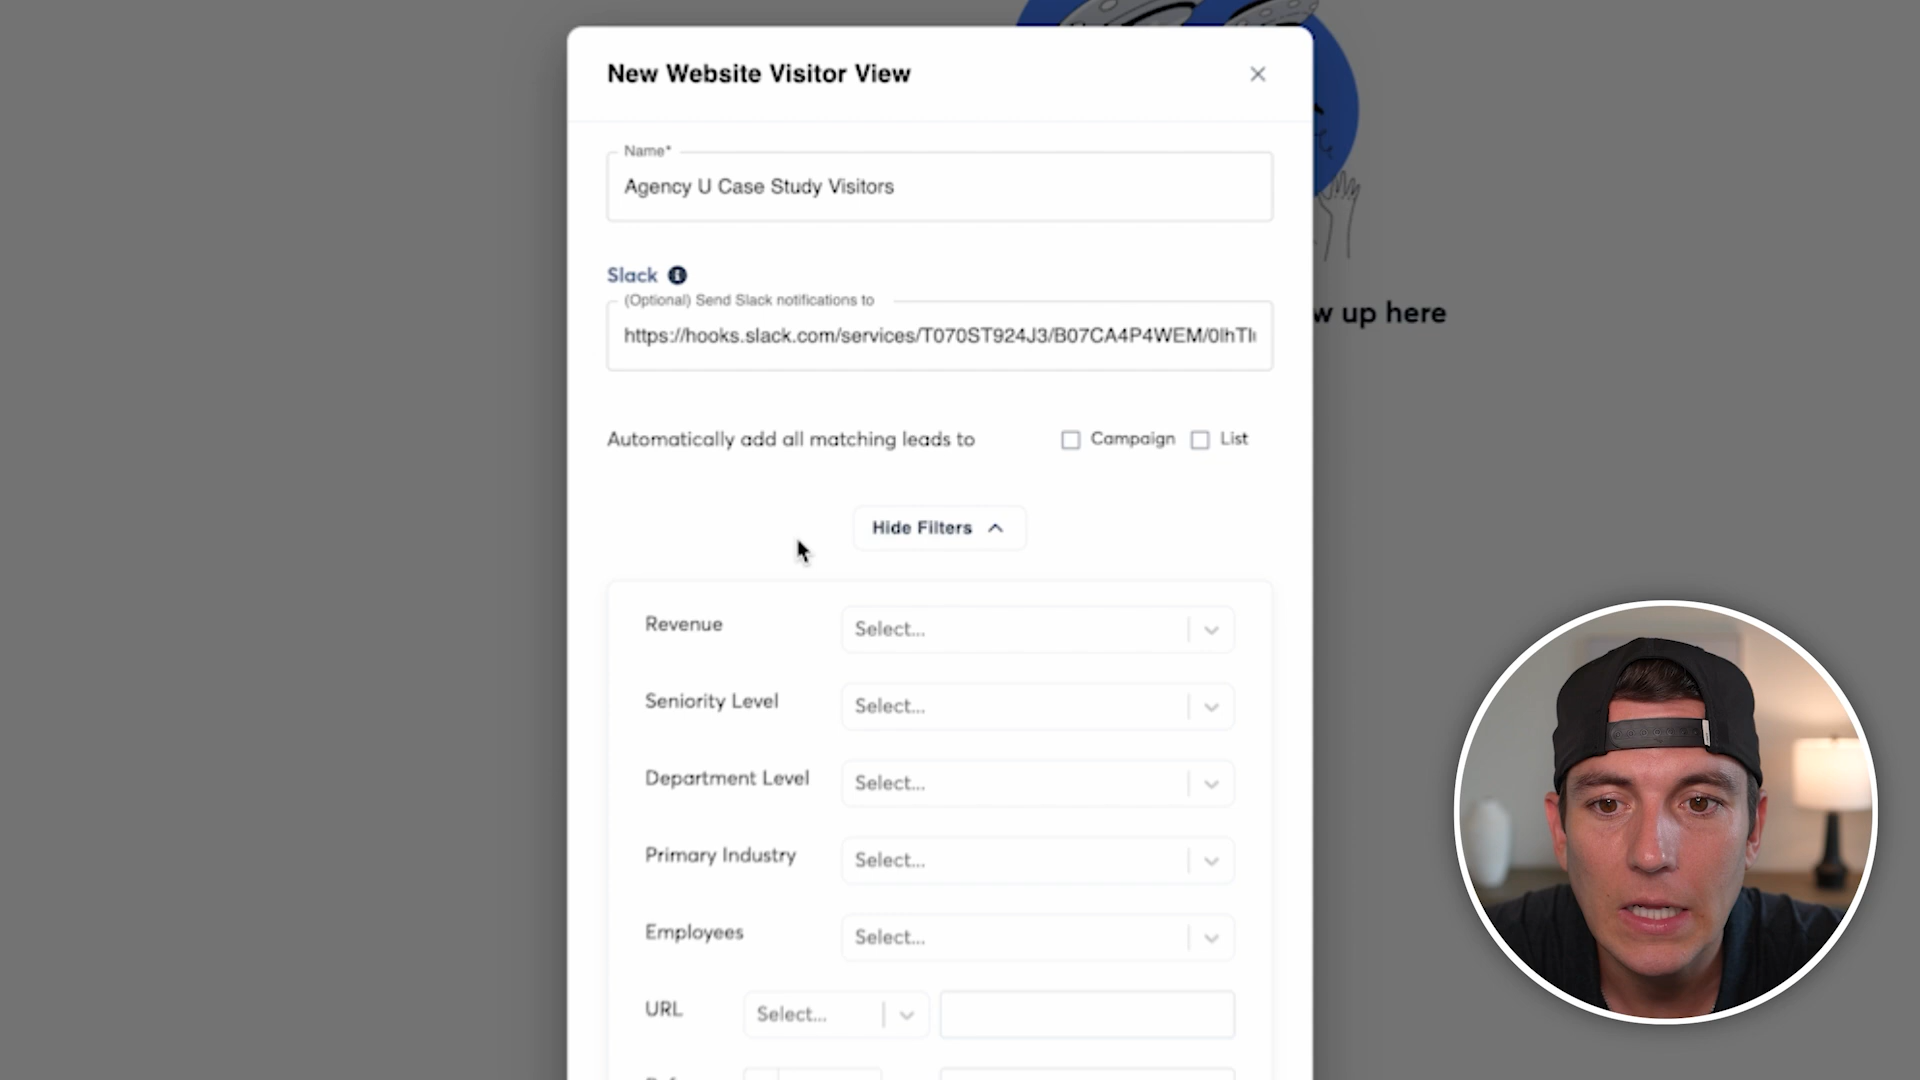 New Website Visitor View
Name*
Agency U Case Study Visitors
Slack
(Optional) Send Slack notifications to
https://hooks.slack.com/services/T070ST924J3/B07CA4P4WEM/0lhTl
w up here
Automatically add all matching leads to
Campaign
List
Hide Filters
Revenue
Select...
Seniority Level
Select...
Department Level
Select...
Primary Industry
Select...
Employees
Select...
URL
Select...